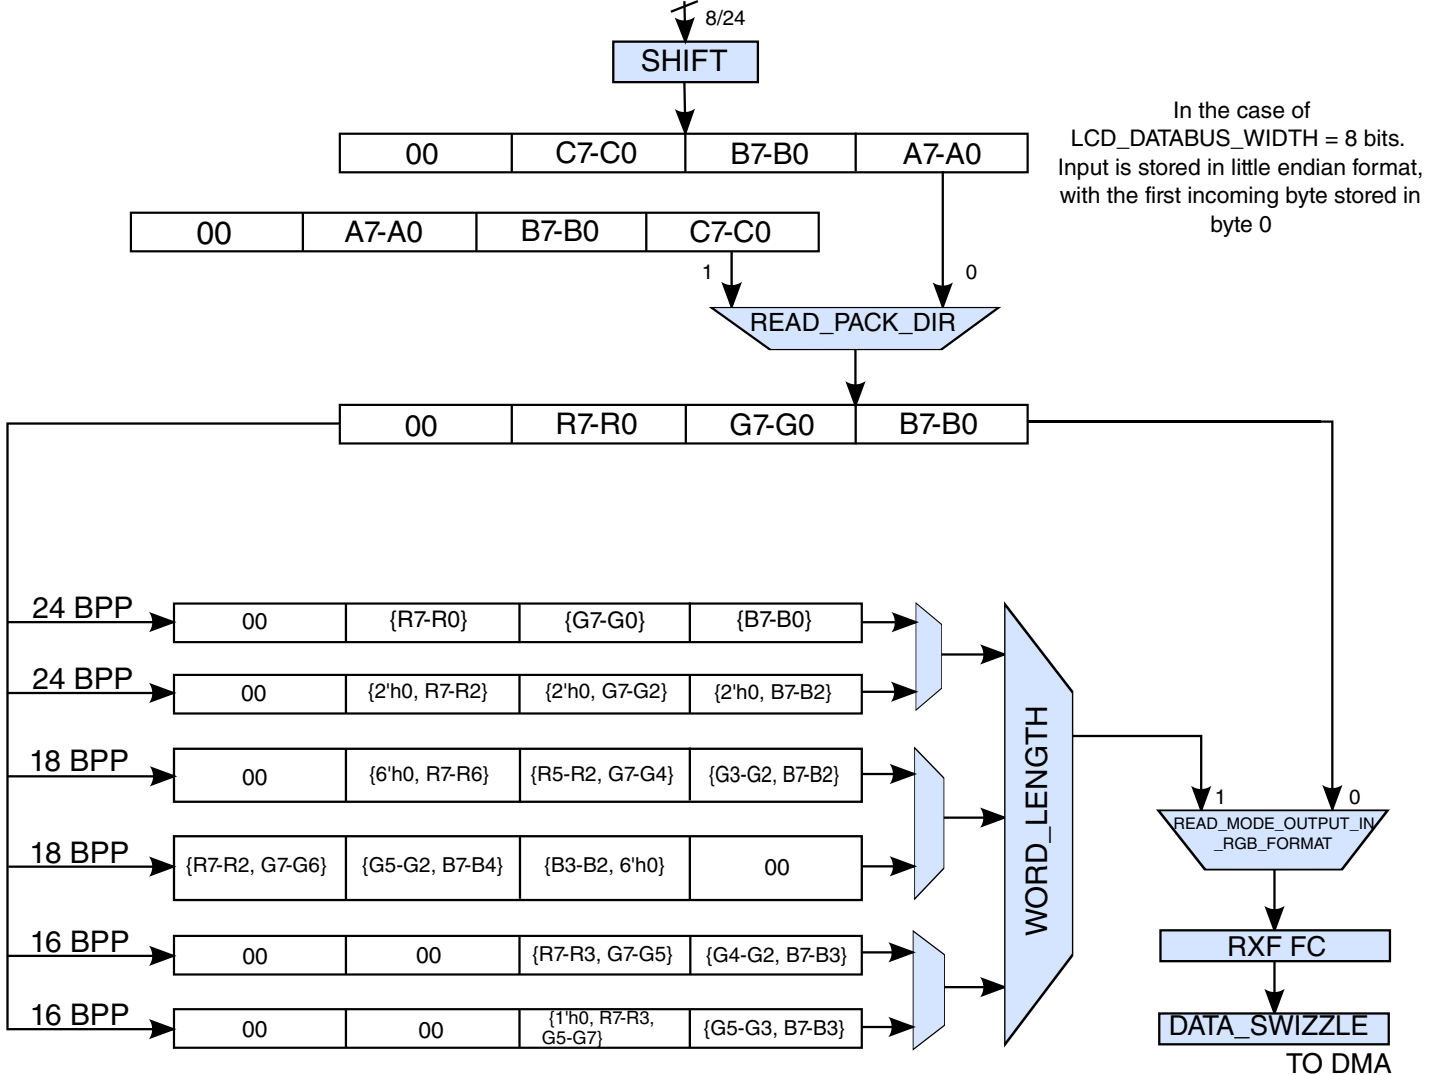 8/24
SHIFT
In the case of
LCD_DATABUS_WIDTH = 8 bits.
Input is stored in little endian format,
with the first incoming byte stored in
byte 0
00 C7-C0 B7-B0 A7-A0
00 A7-A0 B7-B0 C7-C0
1 0
READ_PACK_DIR
00 R7-R0 G7-G0 B7-B0
24 BPP 00 {R7-R0} {G7-G0} {B7-B0}
24 BPP 00 {2'h0, R7-R2} {2'h0, G7-G2} {2'h0, B7-B2}
18 BPP 00 {6'h0, R7-R6} {R5-R2, G7-G4} {G3-G2, B7-B2}
18 BPP {R7-R2, G7-G6} {G5-G2, B7-B4} {B3-B2, 6'h0} 00
16 BPP 00 00 {R7-R3, G7-G5} {G4-G2, B7-B3}
16 BPP 00 00 {1'h0, R7-R3,
G5-G7} {G5-G3, B7-B3}
WORD_LENGTH
1 0
READ_MODE_OUTPUT_IN
_RGB_FORMAT
RXF FC
DATA_SWIZZLE
TO DMA